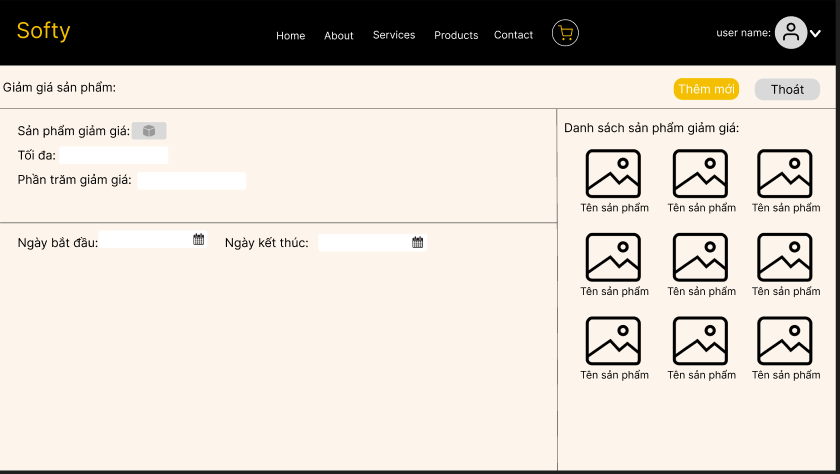 Softy
Home About Services Products Contact
user name:
Giảm giá sản phẩm:
Thêm mới
Thoát
Sản phẩm giảm giá:
Tối đa:
Phần trăm giảm giá:
Ngày bắt đầu:
Ngày kết thúc:
Danh sách sản phẩm giảm giá:
Tên sản phẩm Tên sản phẩm Tên sản phẩm
Tên sản phẩm Tên sản phẩm Tên sản phẩm
Tên sản phẩm Tên sản phẩm Tên sản phẩm